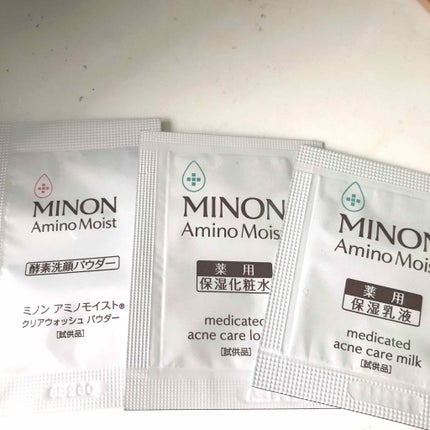 MINON
Amino Moist
酵素洗顔パウダー
ミノン アミノモイスト®
クリアウォッシュ パウダー
[試供品]
MINON
Amino Mois
薬用
保湿化粧水
medicated
acne care lo
[試供品]
MINON
Amino Mois
薬用
保湿乳液
medicated
acne care milk
[試供品]